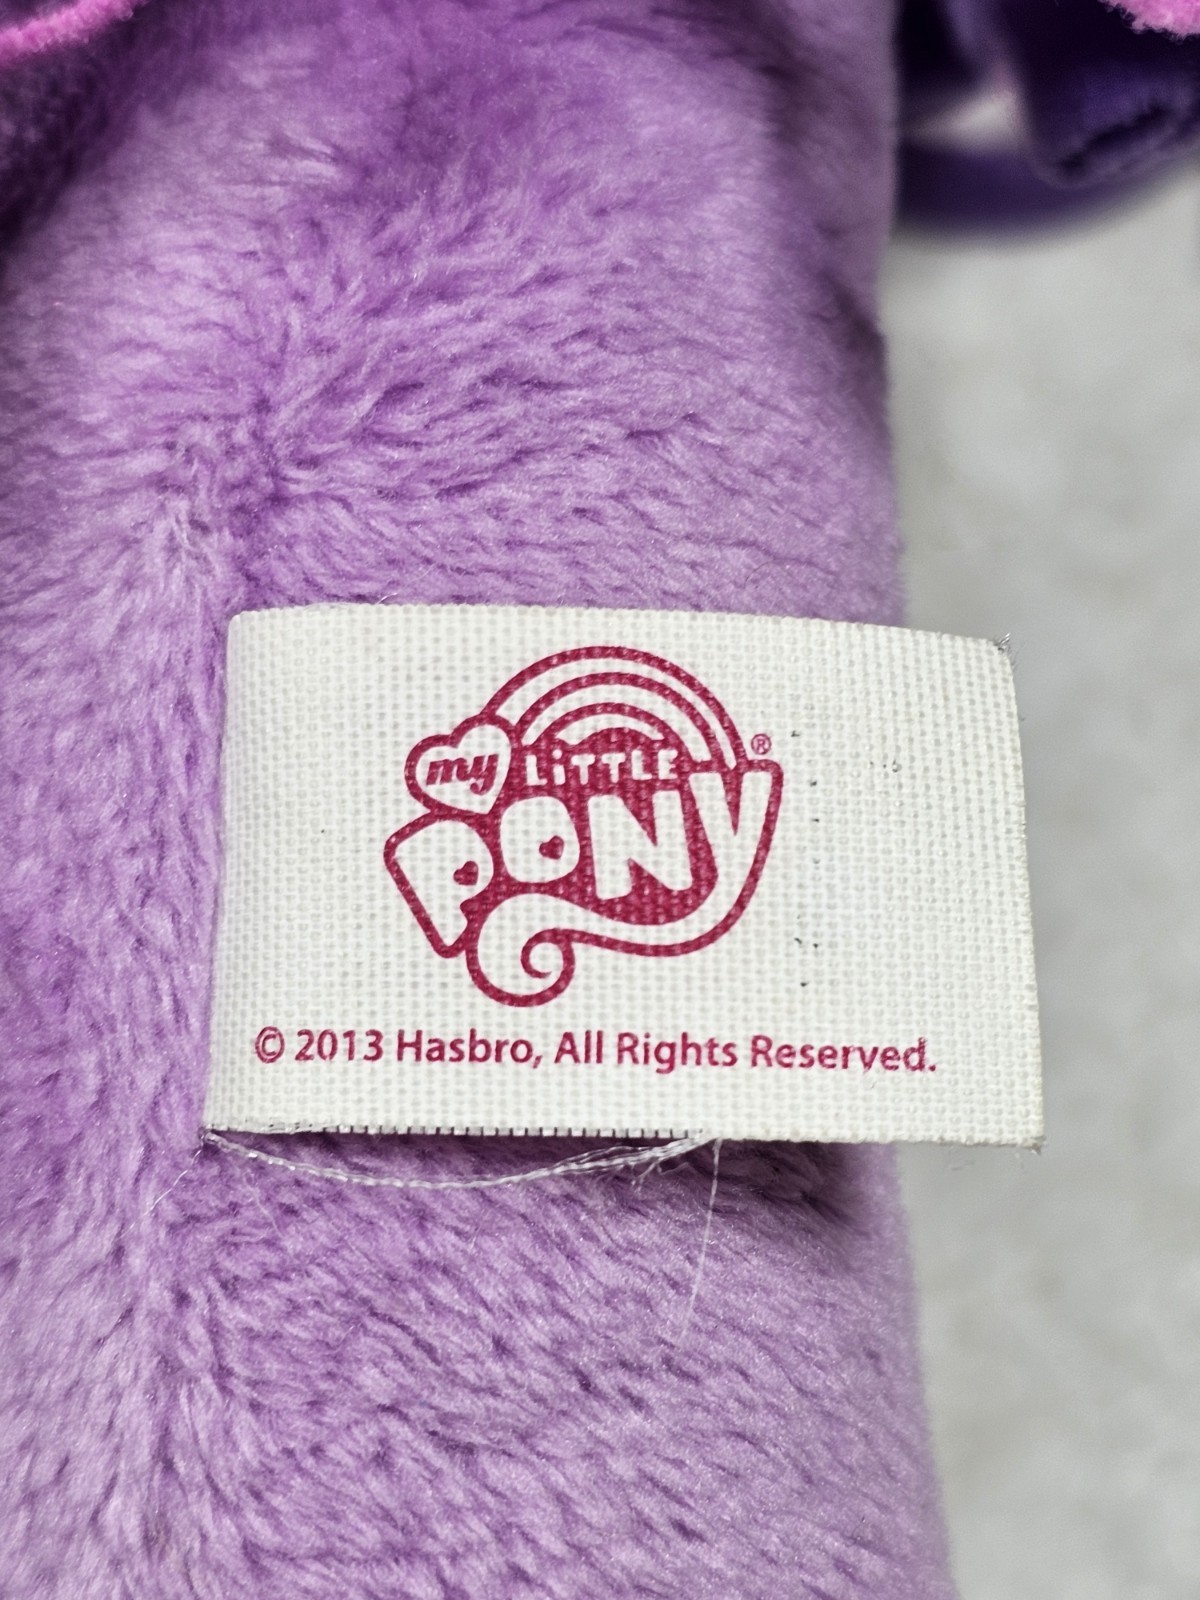 my LiTTLE ®
PONY
© 2013 Hasbro, All Rights Reserved.